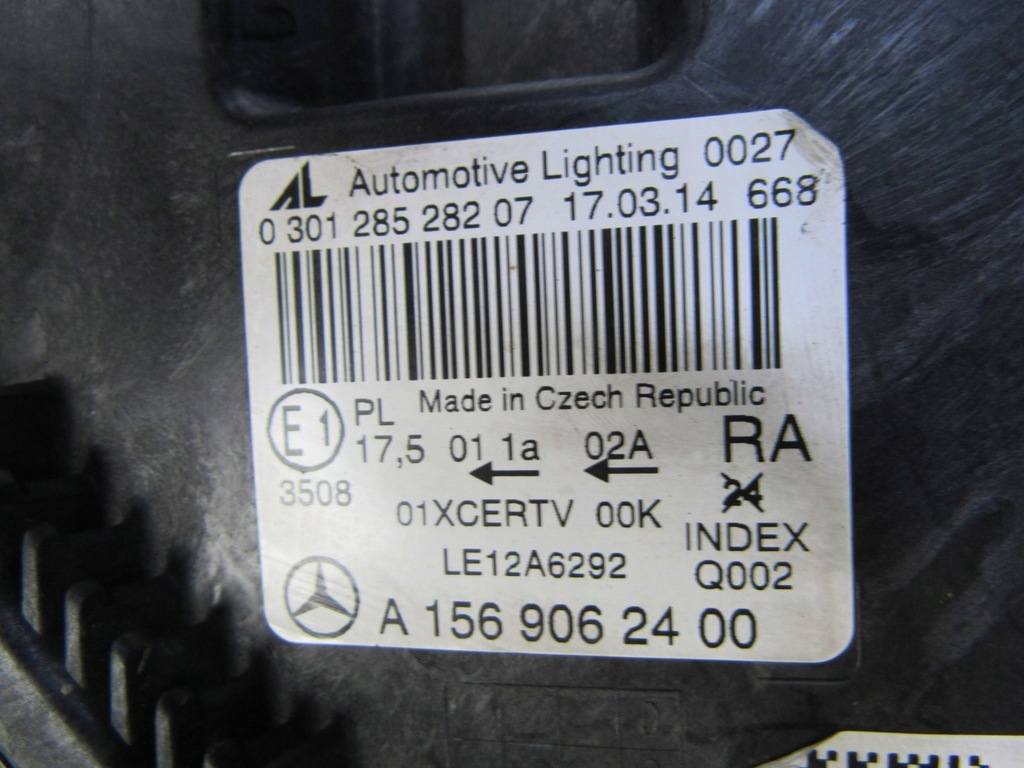 AL Automotive Lighting 0027
0 301 285 282 07 17.03.14 668
Made in Czech Republic
E1 PL
17,5 01 1a 02A RA
3508
24
01XCERTV 00K INDEX
LE12A6292 Q002
A 156 906 24 00